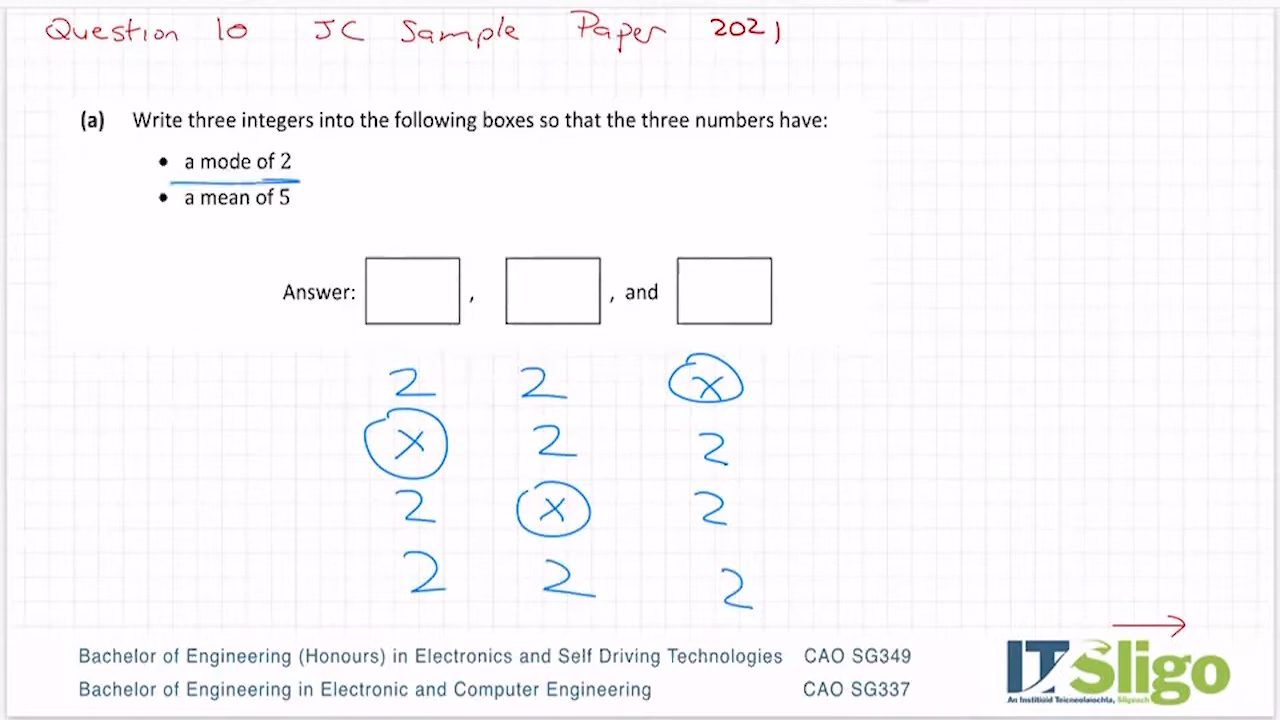 Question 10 JC Sample Paper 2021
(a) Write three integers into the following boxes so that the three numbers have:
• a mode of 2
• a mean of 5
Answer: , , and
2 2 x
x 2 2
2 x 2
2 2 2
Bachelor of Engineering (Honours) in Electronics and Self Driving Technologies CAO SG349
Bachelor of Engineering in Electronic and Computer Engineering CAO SG337
IT Sligo
An Institiúid Teicneolaíochta, Sligeach